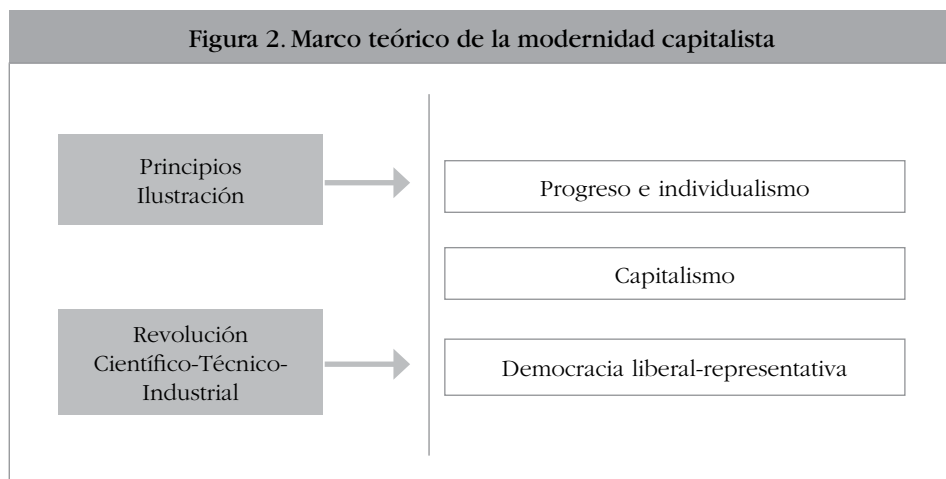 Figura 2. Marco teórico de la modernidad capitalista
Principios
Ilustración
Progreso e individualismo
Capitalismo
Revolución
Científico-Técnico-
Industrial
Democracia liberal-representativa